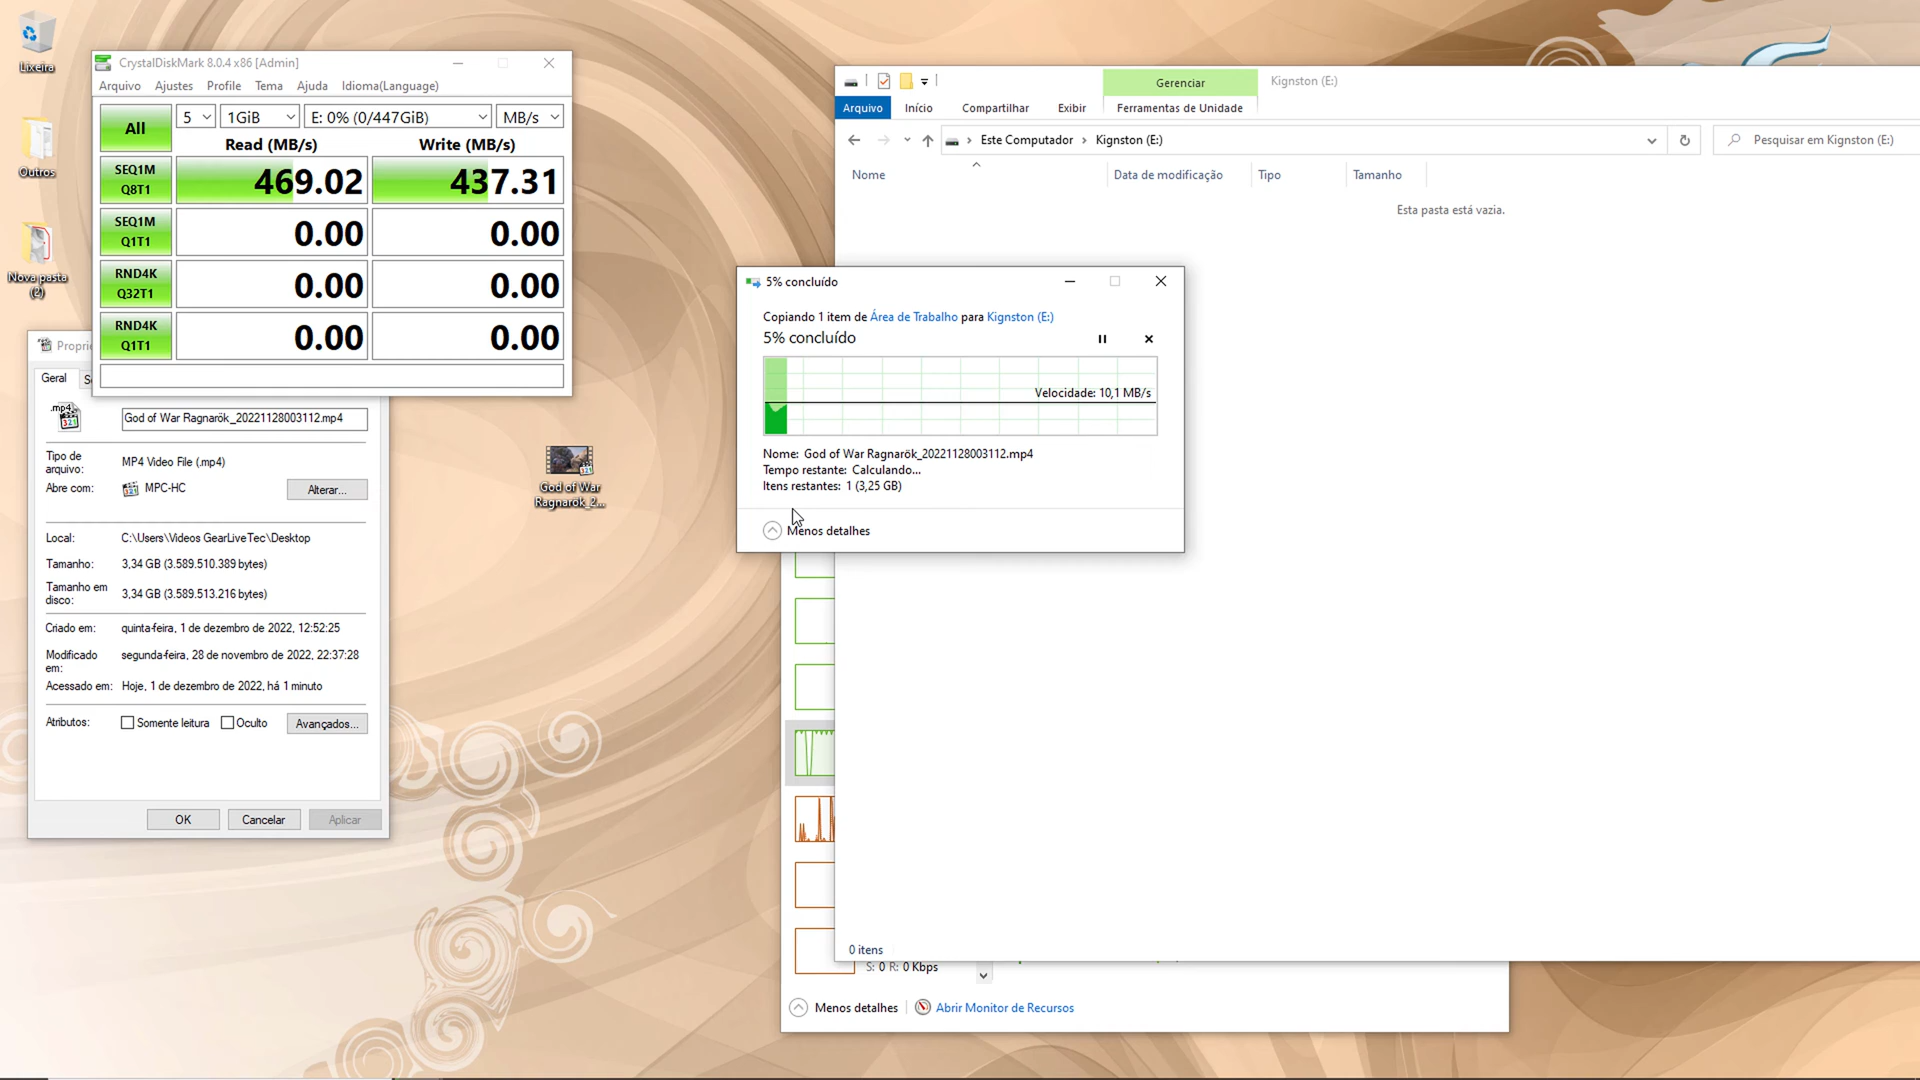 Lixeira
Outros
Nova pasta
(2)
CrystalDiskMark 8.0.4 x86 [Admin]
Arquivo Ajustes Profile Tema Ajuda Idioma(Language)
All
5 1GiB E: 0% (0/447GiB) MB/s
Read (MB/s) Write (MB/s)
SEQ1M
Q8T1
469.02 437.31
SEQ1M
Q1T1
0.00 0.00
RND4K
Q32T1
0.00 0.00
RND4K
Q1T1
0.00 0.00
Geral
.mp4
321
God of War Ragnarök_20221128003112.mp4
Tipo de
arquivo:
MP4 Video File (.mp4)
Abre com:
MPC-HC
Alterar...
Local: C:\Users\Videos GearLiveTec\Desktop
Tamanho: 3,34 GB (3.589.510.389 bytes)
Tamanho em
disco:
3,34 GB (3.589.513.216 bytes)
Criado em: quinta-feira, 1 de dezembro de 2022, 12:52:25
Modificado
em:
segunda-feira, 28 de novembro de 2022, 22:37:28
Acessado em: Hoje, 1 de dezembro de 2022, há 1 minuto
Atributos: Somente leitura Oculto Avançados...
OK Cancelar Aplicar
God of War
Ragnarök_2...
Gerenciar Kignston (E:)
Arquivo Início Compartilhar Exibir Ferramentas de Unidade
Este Computador › Kignston (E:)
Pesquisar em Kignston (E:)
Nome Data de modificação Tipo Tamanho
Esta pasta está vazia.
5% concluído
Copiando 1 item de Área de Trabalho para Kignston (E:)
5% concluído
Velocidade: 10,1 MB/s
Nome: God of War Ragnarök_20221128003112.mp4
Tempo restante: Calculando...
Itens restantes: 1 (3,25 GB)
Menos detalhes
0 itens
S: 0 R: 0 Kbps
Menos detalhes Abrir Monitor de Recursos